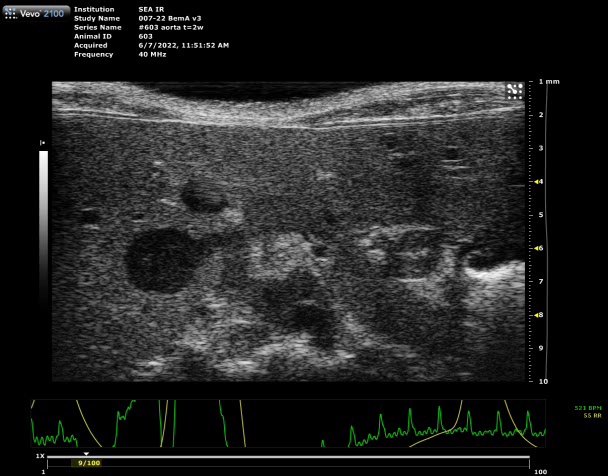 Vevo 2100
Institution SEA IR
Study Name 007-22 BemA v3
Series Name #603 aorta t=2w
Animal ID 603
Acquired 6/7/2022, 11:51:52 AM
Frequency 40 MHz
1 mm
2
3
4
5
6
7
8
9
10
523 BPM
55 RR
1X
9/100
1
100